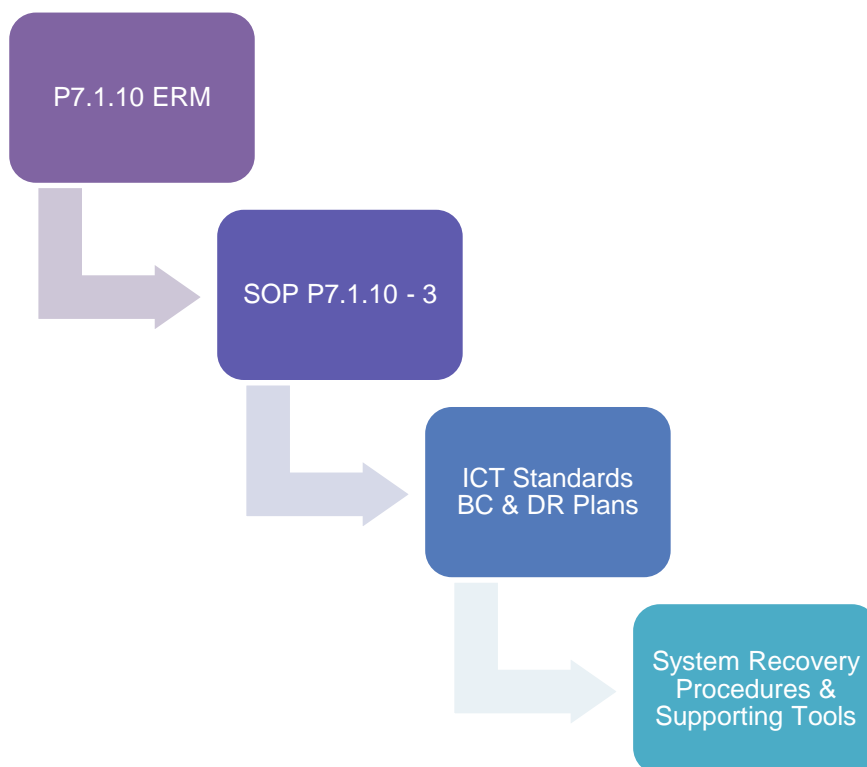 P7.1.10 ERM
SOP P7.1.10 - 3
ICT Standards
BC & DR Plans
System Recovery
Procedures &
Supporting Tools